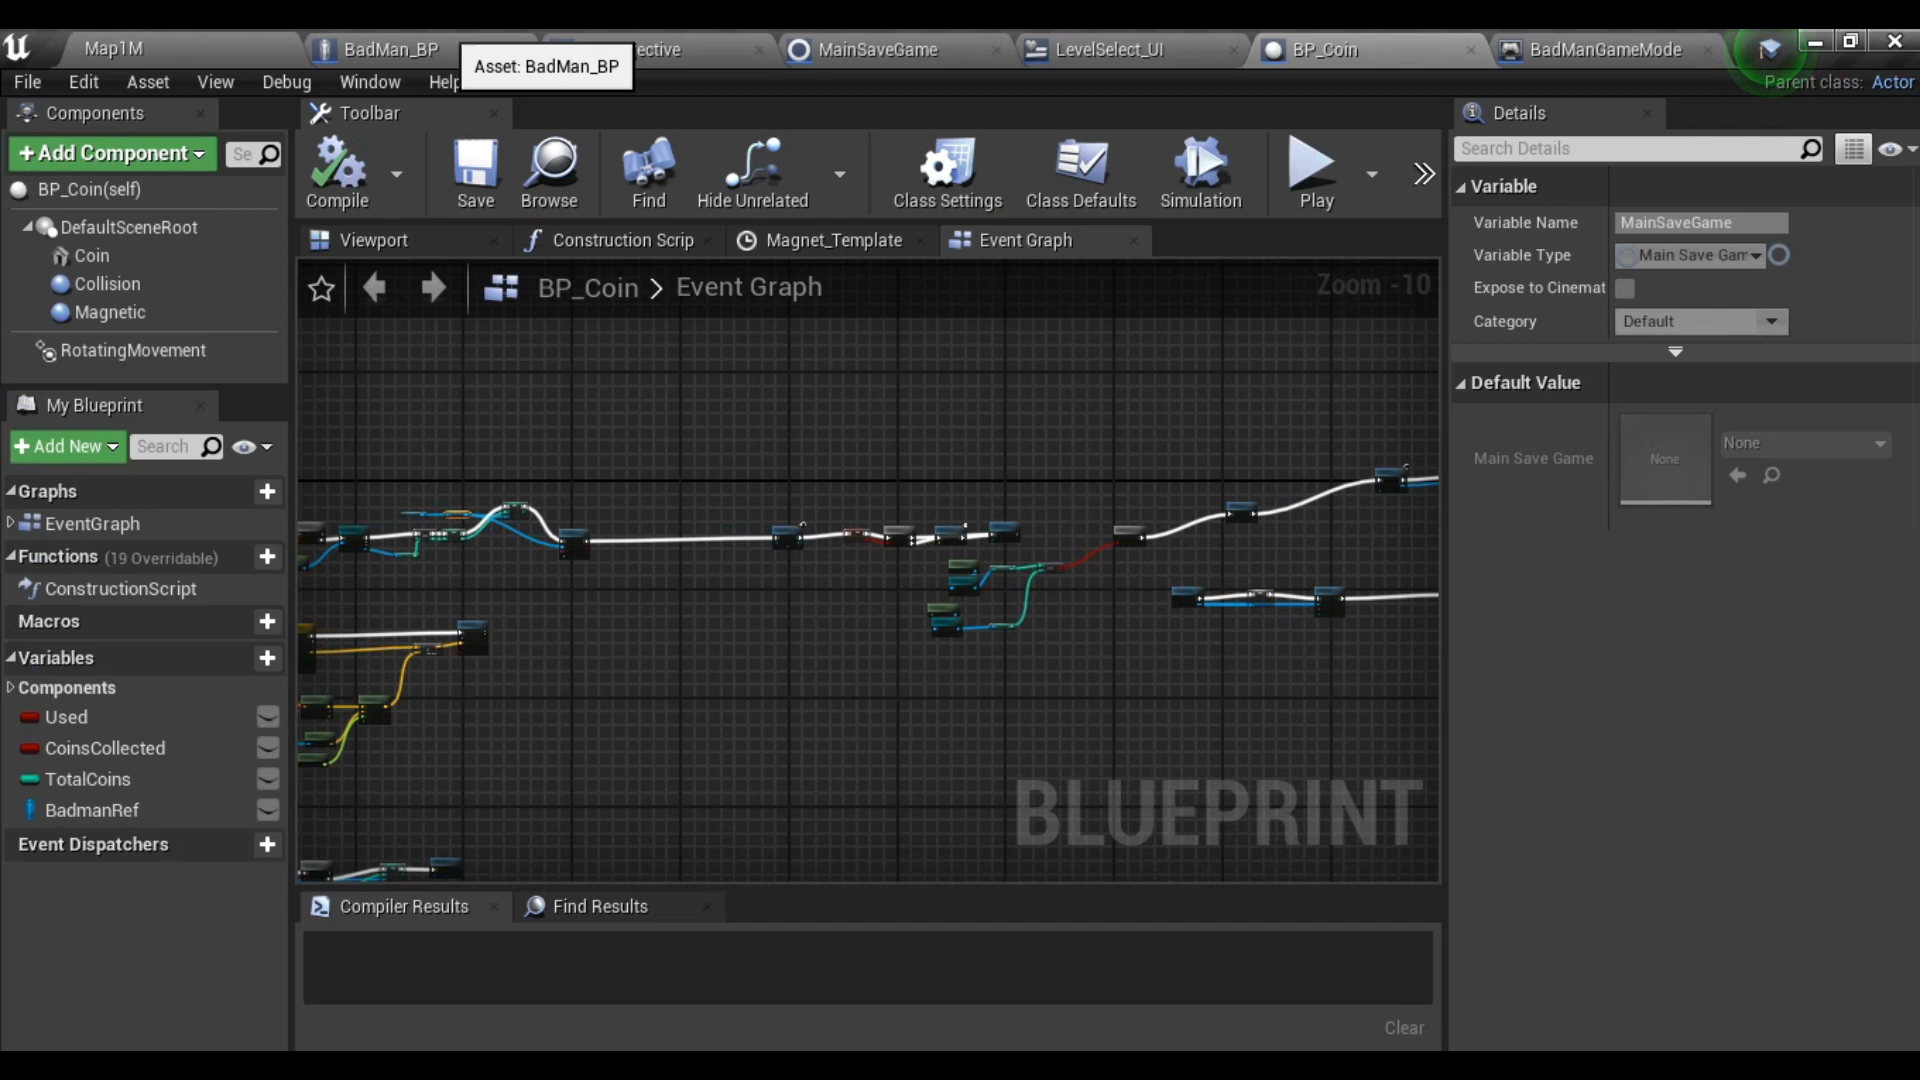 Map1M
BadMan_BP
ective
MainSaveGame
LevelSelect_UI
BP_Coin
BadManGameMode
Asset: BadMan_BP
File
Edit
Asset
View
Debug
Window
Help
Parent class: Actor
Components
Toolbar
Details
+Add Component
Se
Compile
Save
Browse
Find
Hide Unrelated
Class Settings
Class Defaults
Simulation
Play
Search Details
BP_Coin(self)
DefaultSceneRoot
Coin
Collision
Magnetic
RotatingMovement
Viewport
Construction Scrip
Magnet_Template
Event Graph
BP_Coin > Event Graph
Zoom -10
Variable
Variable Name
MainSaveGame
Variable Type
Main Save Gam
Expose to Cinemat
Category
Default
Default Value
Main Save Game
None
None
My Blueprint
+Add New
Search
Graphs
EventGraph
Functions (19 Overridable)
ConstructionScript
Macros
Variables
Components
Used
CoinsCollected
TotalCoins
BadmanRef
Event Dispatchers
BLUEPRINT
Compiler Results
Find Results
Clear